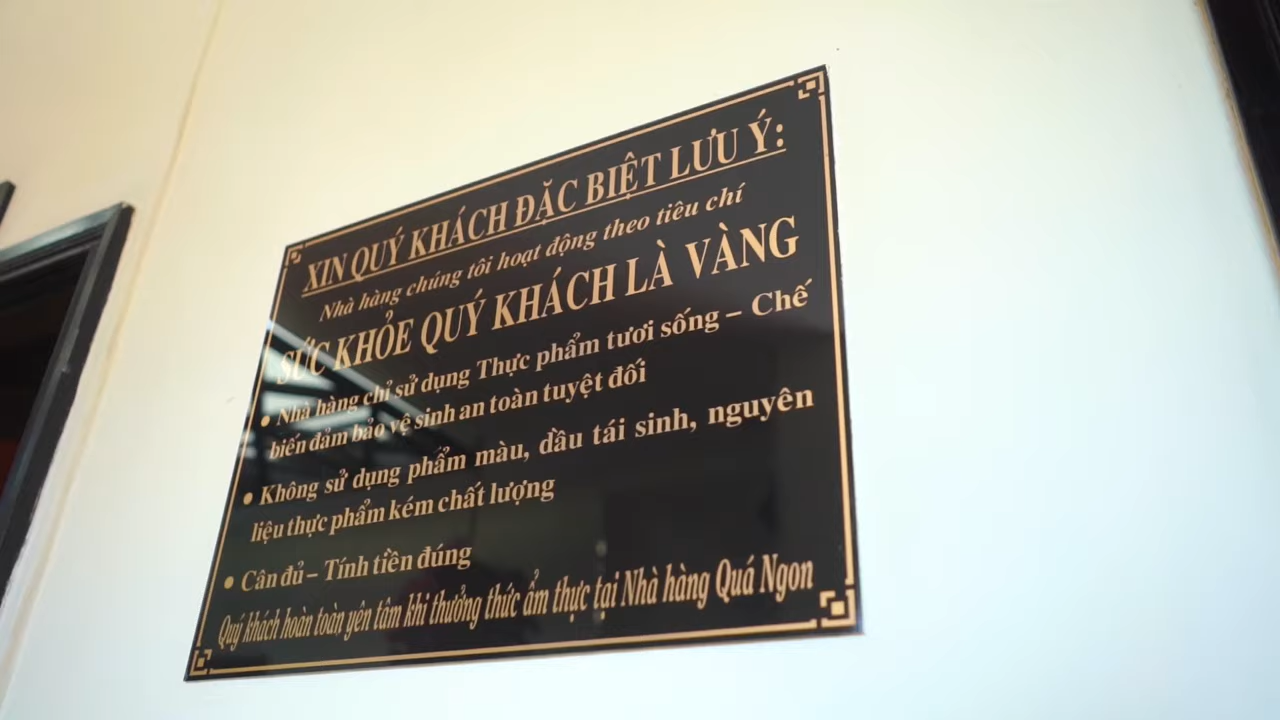 XIN QUÝ KHÁCH ĐẶC BIỆT LƯU Ý:
Nhà hàng chúng tôi hoạt động theo tiêu chí
SỨC KHỎE QUÝ KHÁCH LÀ VÀNG
• Nhà hàng chỉ sử dụng Thực phẩm tươi sống – Chế
biến đảm bảo vệ sinh an toàn tuyệt đối
• Không sử dụng phẩm màu, dầu tái sinh, nguyên
liệu thực phẩm kém chất lượng
• Cân đủ – Tính tiền đúng
Quý khách hoàn toàn yên tâm khi thưởng thức ẩm thực tại Nhà hàng Quá Ngon